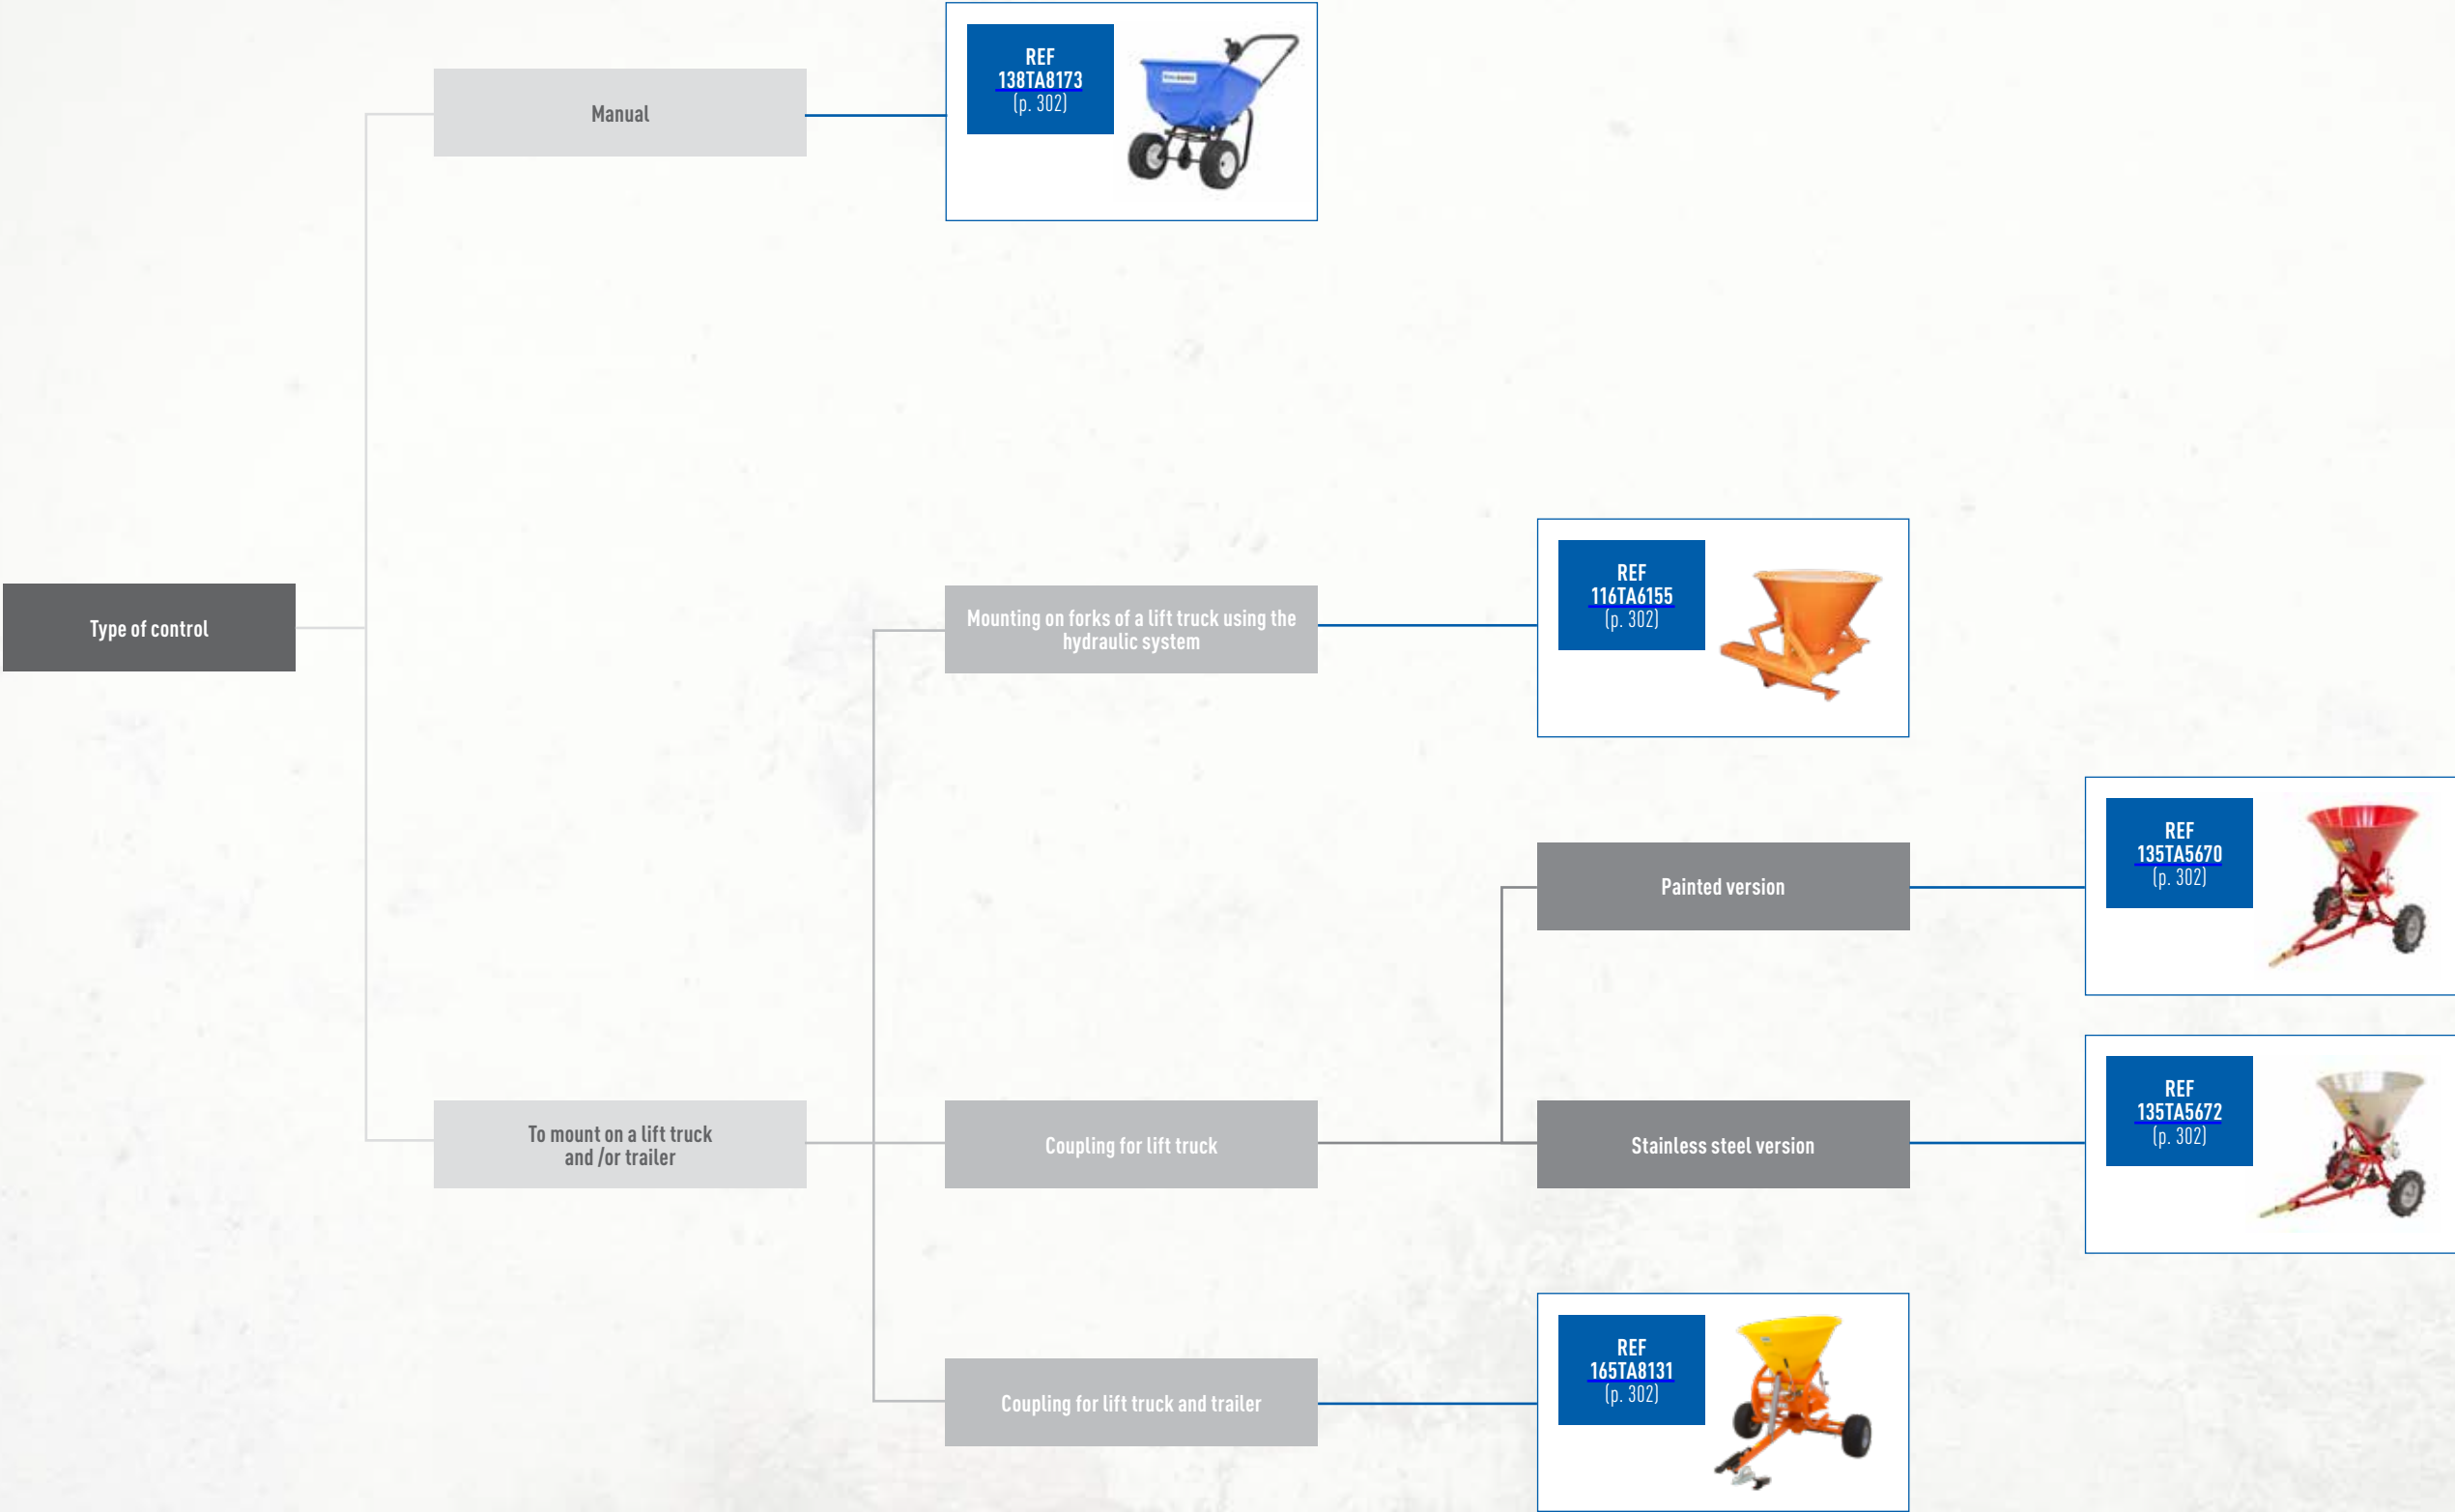 REF
138TA8173
(p. 302)
Manual
REF
116TA6155
(p. 302)
Type of control
Mounting on forks of a lift truck using the
hydraulic system
REF
135TA5670
(p. 302)
Painted version
REF
135TA5672
(p. 302)
To mount on a lift truck
and /or trailer
Coupling for lift truck
Stainless steel version
REF
165TA8131
(p. 302)
Coupling for lift truck and trailer